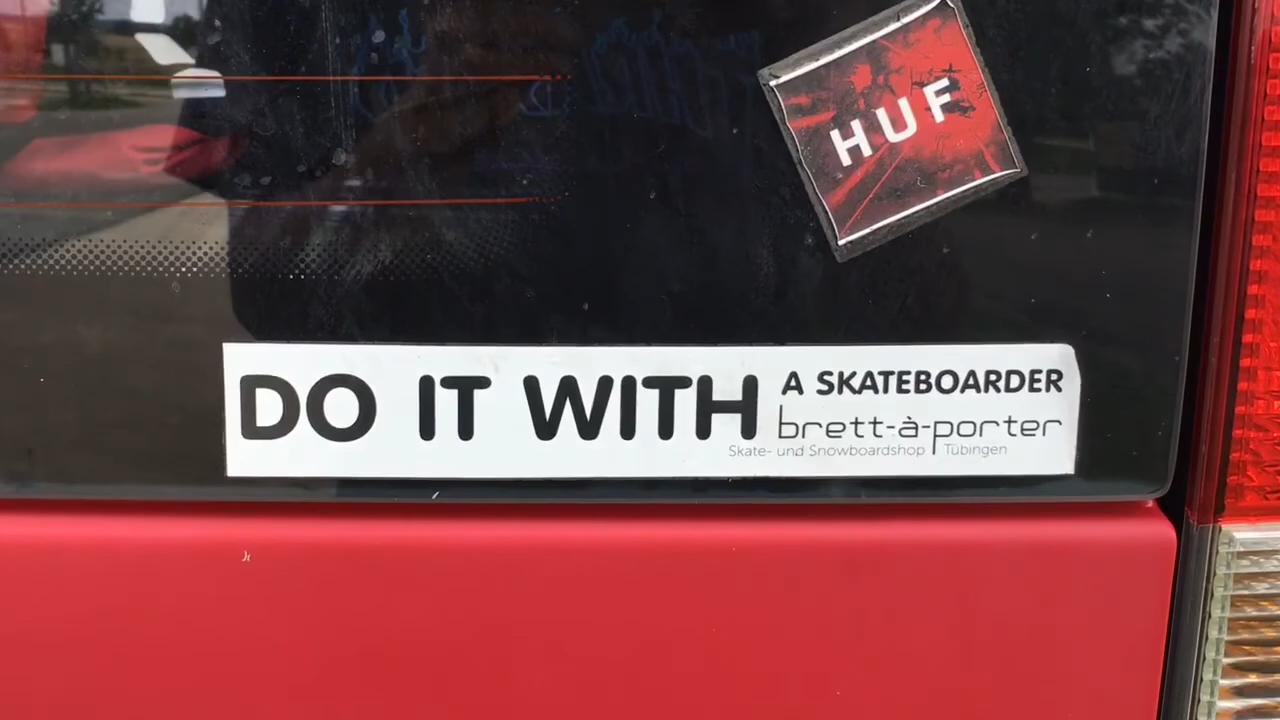 HUF
DO IT WITH A SKATEBOARDER
brett-à-porter
Skate- und Snowboardshop Tübingen